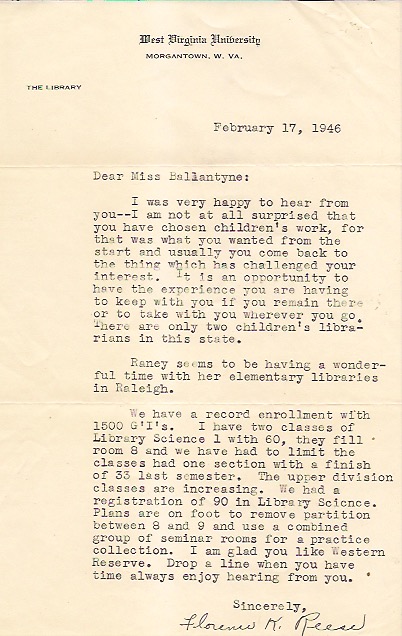 West Virginia University
MORGANTOWN, W. VA.
THE LIBRARY
February 17, 1946
Dear Miss Ballantyne:
I was very happy to hear from
you--I am not at all surprised that
you have chosen children's work, for
that was what you wanted from the
start and usually you come back to
the thing which has challenged your
interest. It is an opportunity to
have the experience you are having
to keep with you if you remain there
or to take with you wherever you go.
There are only two children's libra-
rians in this state.
Raney seems to be having a wonder-
ful time with her elementary libraries
in Raleigh.
We have a record enrollment with
1500 G'I's. I have two classes of
Library Science 1 with 60, they fill
room 8 and we have had to limit the
classes had one section with a finish
of 33 last semester. The upper division
classes are increasing. We had a
registration of 90 in Library Science.
Plans are on foot to remove partition
between 8 and 9 and use a combined
group of seminar rooms for a practice
collection. I am glad you like Western
Reserve. Drop a line when you have
time always enjoy hearing from you.
Sincerely,
Florence K. Reese